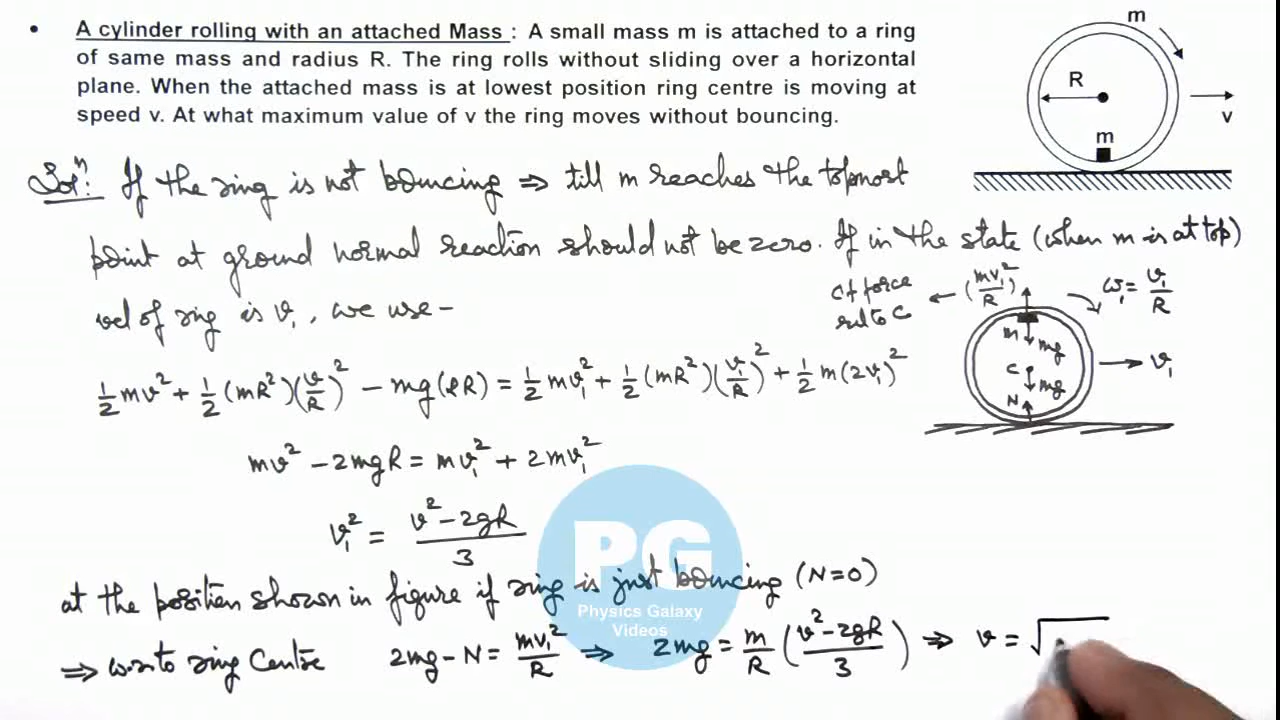 • A cylinder rolling with an attached Mass : A small mass m is attached to a ring
of same mass and radius R. The ring rolls without sliding over a horizontal
plane. When the attached mass is at lowest position ring centre is moving at
speed v. At what maximum value of v the ring moves without bouncing.
m
R
m
v
Solⁿ: If the ring is not bouncing ⇒ till m reaches the topmost
point at ground normal reaction should not be zero. If in the state (when m is at top)
vel of ring is v₁, we use –
cf force
rel to C
← (mv₁²/R)
ω₁ = v₁/R
m
mg
C
mg
N
v₁
½mv² + ½(mR²)(v/R)² − mg(2R) = ½mv₁² + ½(mR²)(v₁/R)² + ½m(2v₁)²
mv² − 2mgR = mv₁² + 2mv₁²
v₁² = (v² − 2gR)/3
at the position shown in figure if ring is just bouncing (N=0)
⇒ w.r.to ring Centre 2mg − N = mv₁²/R ⇒ 2mg = m/R ((v² − 2gR)/3) ⇒ v = √
PG
Physics Galaxy
Videos